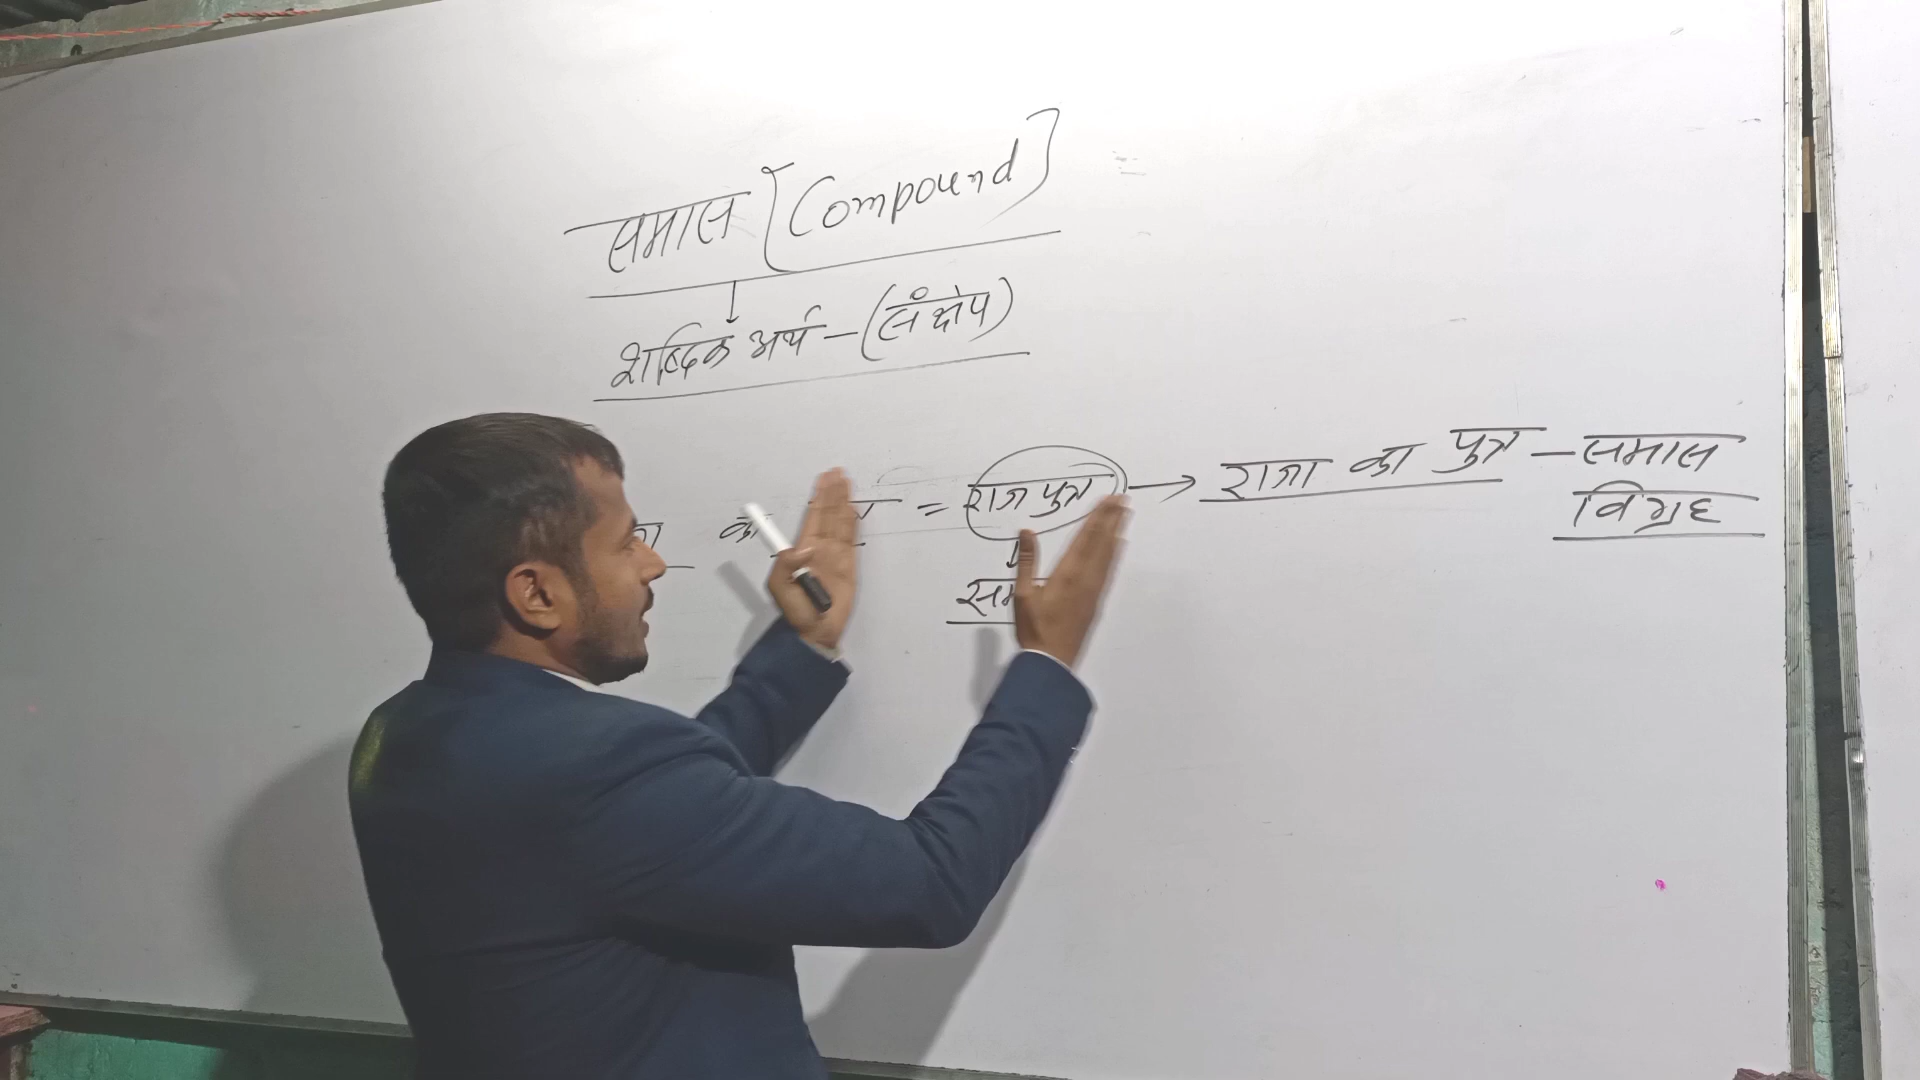 समास [Compound]
शाब्दिक अर्थ - (संक्षेप)
का = राजपुत्र → राजा का पुत्र - समास
विग्रह